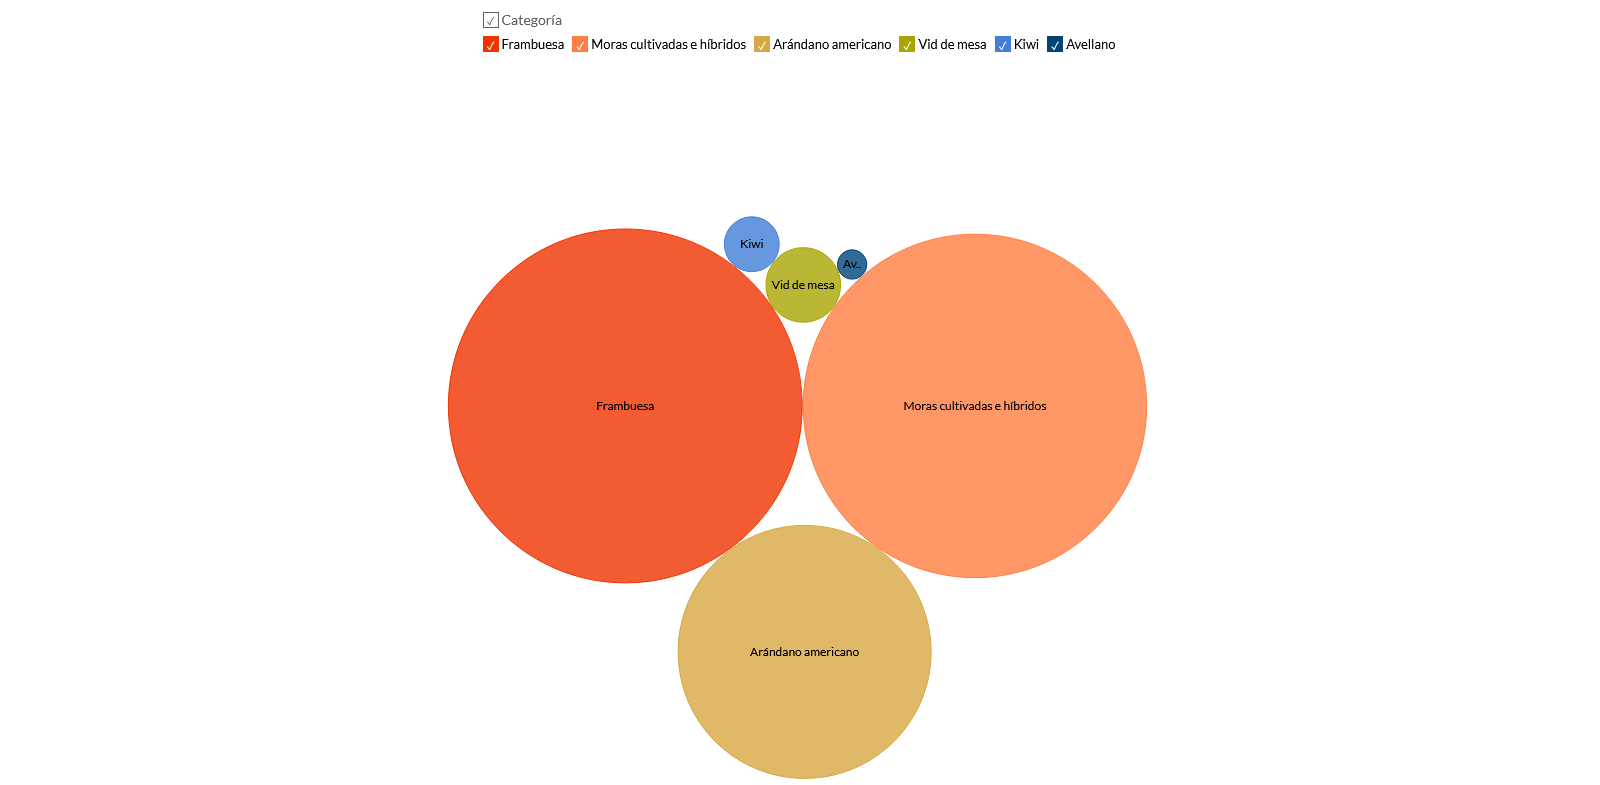 Categoría
Frambuesa Moras cultivadas e híbridos Arándano americano Vid de mesa Kiwi Avellano
Kiwi
Av..
Vid de mesa
Frambuesa
Moras cultivadas e híbridos
Arándano americano